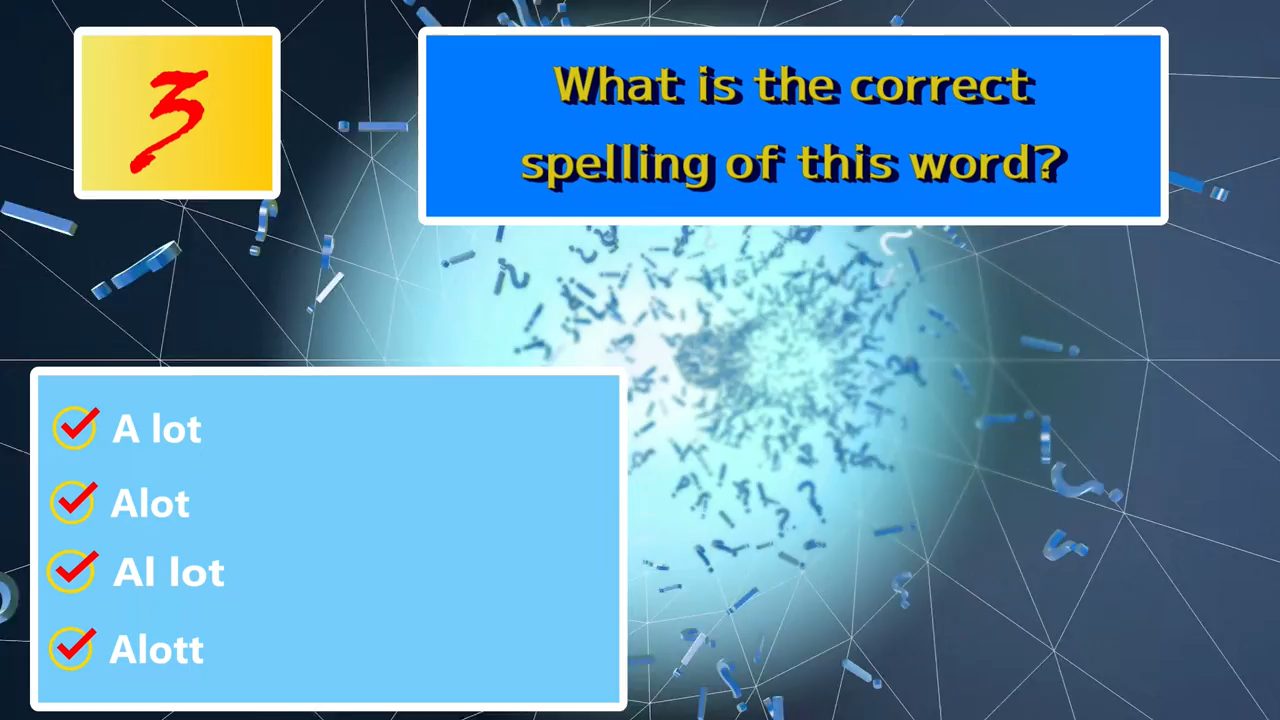 3
What is the correct
spelling of this word?
A lot
Alot
Al lot
Alott